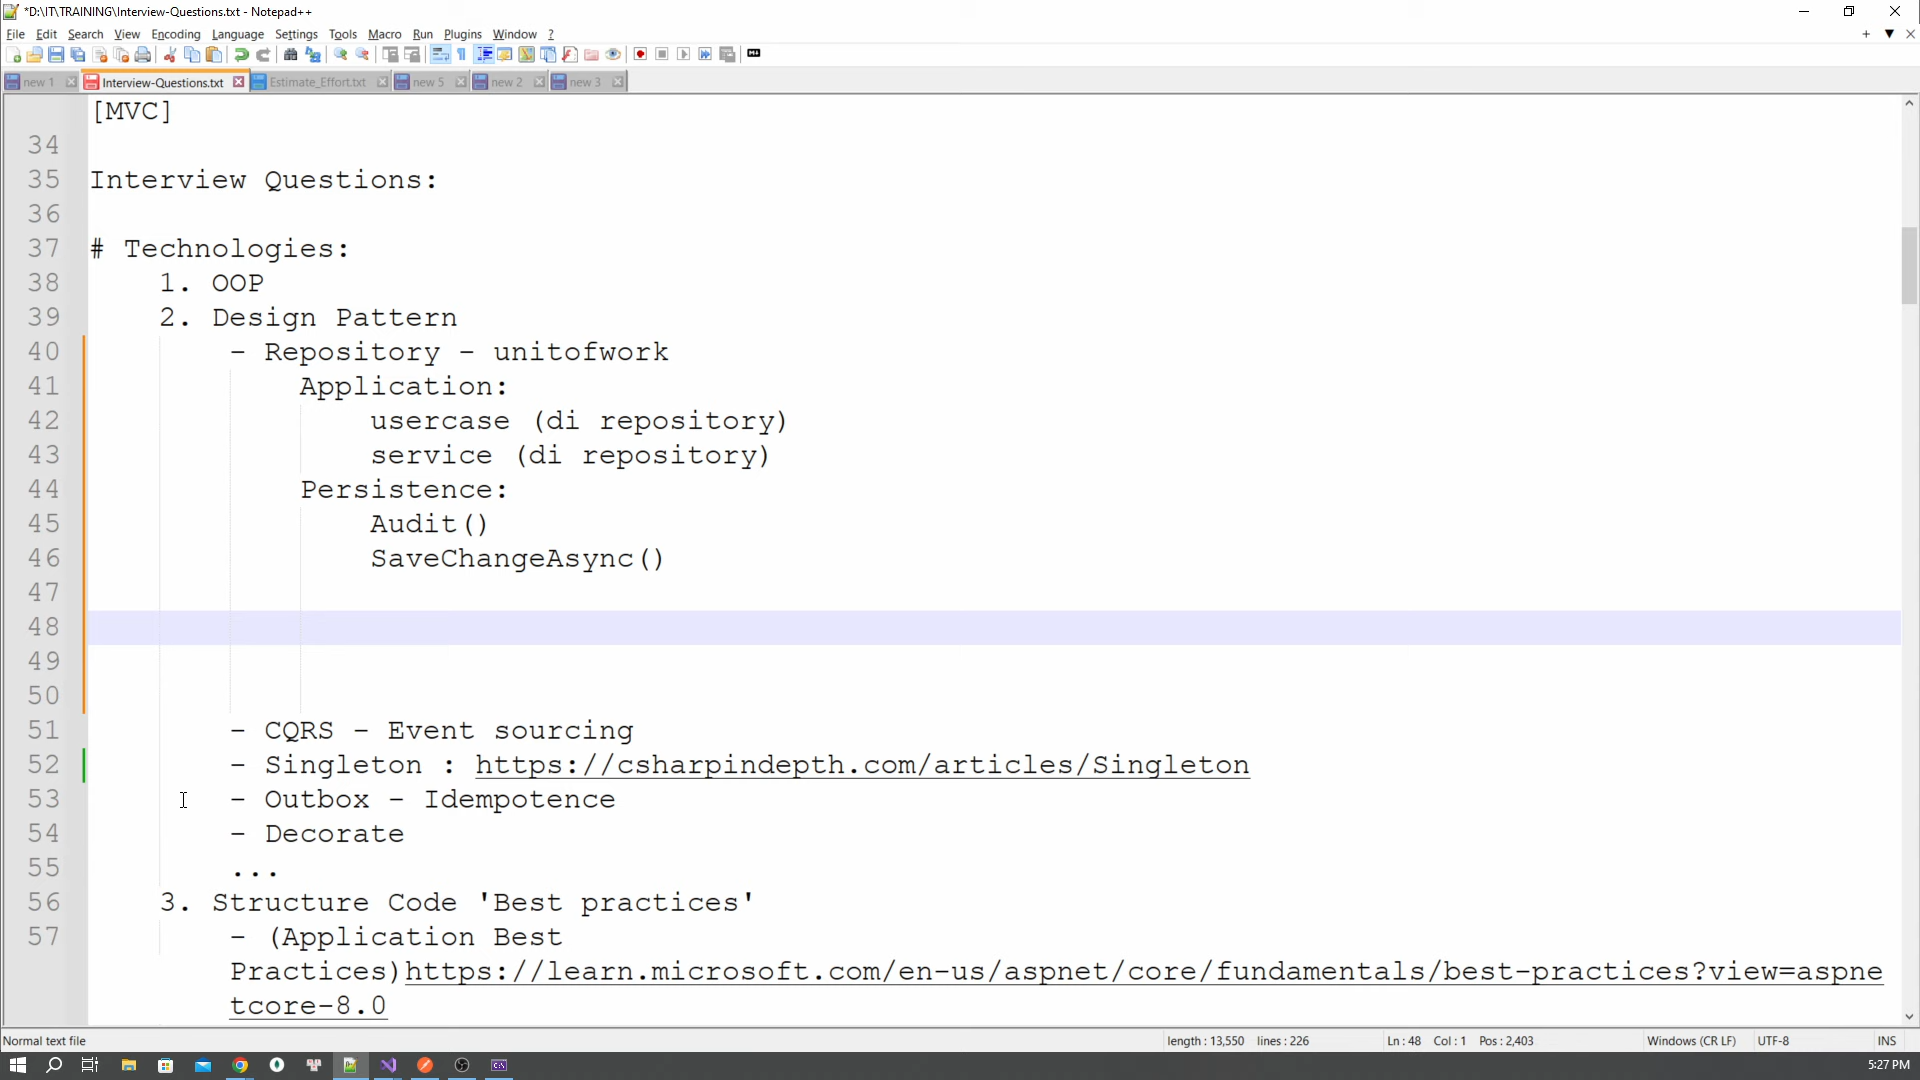 *D:\IT\TRAINING\Interview-Questions.txt - Notepad++
File Edit Search View Encoding Language Settings Tools Macro Run Plugins Window ?
new 1 Interview-Questions.txt Estimate_Effort.txt new 5 new 2 new 3
[MVC]
34
35 Interview Questions:
36
37 # Technologies:
38 1. OOP
39 2. Design Pattern
40 - Repository - unitofwork
41 Application:
42 usercase (di repository)
43 service (di repository)
44 Persistence:
45 Audit()
46 SaveChangeAsync()
47
48
49
50
51 - CQRS - Event sourcing
52 - Singleton : https://csharpindepth.com/articles/Singleton
53 - Outbox - Idempotence
54 - Decorate
55 ...
56 3. Structure Code 'Best practices'
57 - (Application Best
Practices)https://learn.microsoft.com/en-us/aspnet/core/fundamentals/best-practices?view=aspne
tcore-8.0
Normal text file length : 13,550 lines : 226 Ln : 48 Col : 1 Pos : 2,403 Windows (CR LF) UTF-8 INS
5:27 PM